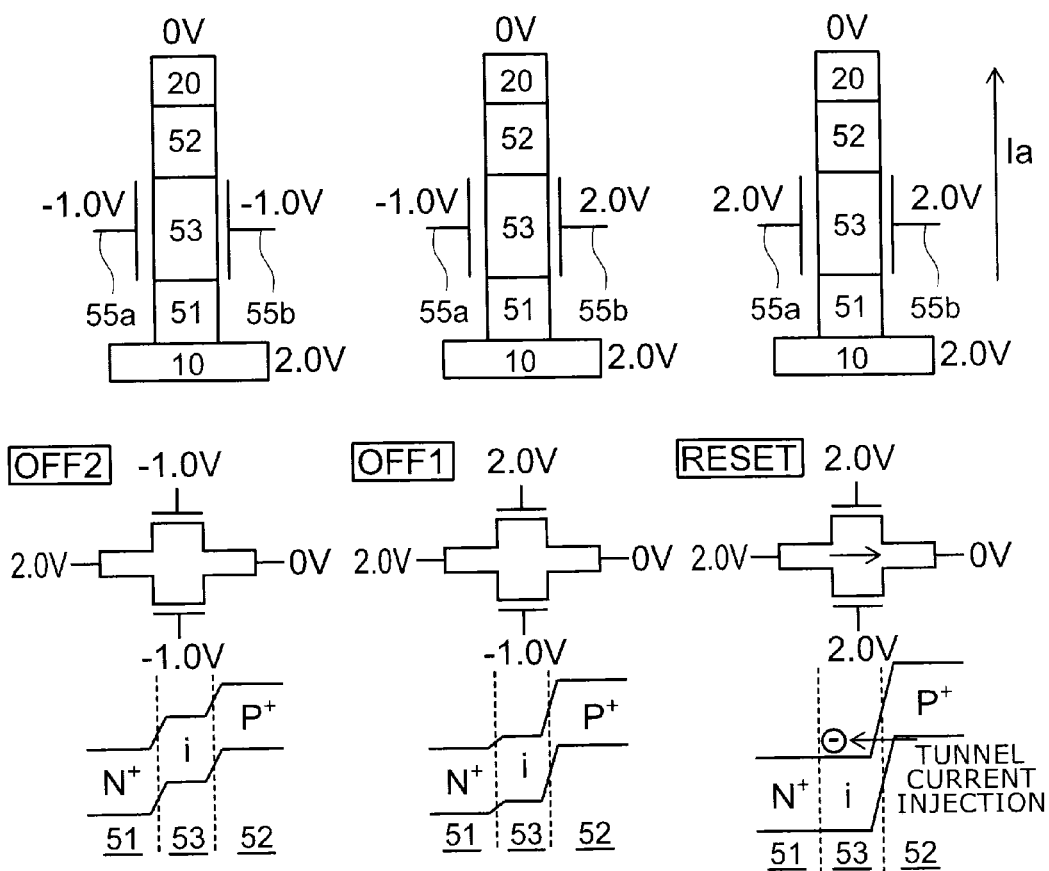 0V 0V 0V
20 20 20
52 52 52
Ia
-1.0V -1.0V -1.0V 2.0V 2.0V 2.0V
53 53 53
55a 51 55b 55a 51 55b 55a 51 55b
10 2.0V 10 2.0V 10 2.0V
OFF2 -1.0V OFF1 2.0V RESET 2.0V
2.0V 0V 2.0V 0V 2.0V 0V
-1.0V -1.0V 2.0V
P+ P+ P+
i i
N+ N+
⊖ TUNNEL
CURRENT
N+ i INJECTION
51 53 52 51 53 52 51 53 52